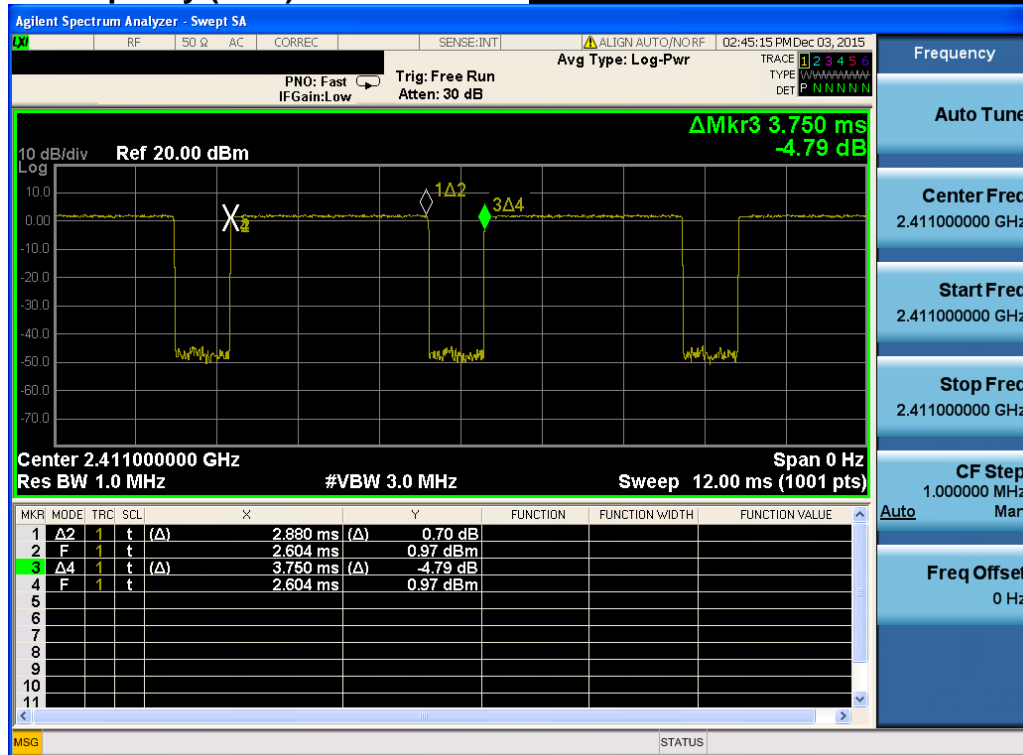 Agilent Spectrum Analyzer - Swept SA
LXI RF 50 Ω AC CORREC SENSE:INT ALIGN AUTO/NO RF 02:45:15 PM Dec 03, 2015
Avg Type: Log-Pwr TRACE 1 2 3 4 5 6
TYPE
PNO: Fast Trig: Free Run
IFGain:Low Atten: 30 dB DET P N N N N N
ΔMkr3 3.750 ms
-4.79 dB
10 dB/div Ref 20.00 dBm
Log
10.0
0.00
-10.0
-20.0
-30.0
-40.0
-50.0
-60.0
-70.0
1Δ2
3Δ4
X
Center 2.411000000 GHz Span 0 Hz
Res BW 1.0 MHz #VBW 3.0 MHz Sweep 12.00 ms (1001 pts)
MKR MODE TRC SCL X Y FUNCTION FUNCTION WIDTH FUNCTION VALUE
1 Δ2 1 t (Δ) 2.880 ms (Δ) 0.70 dB
2 F 1 t 2.604 ms 0.97 dBm
3 Δ4 1 t (Δ) 3.750 ms (Δ) -4.79 dB
4 F 1 t 2.604 ms 0.97 dBm
5
6
7
8
9
10
11
MSG STATUS
Frequency
Auto Tune
Center Freq
2.411000000 GHz
Start Freq
2.411000000 GHz
Stop Freq
2.411000000 GHz
CF Step
1.000000 MHz
Auto Man
Freq Offset
0 Hz